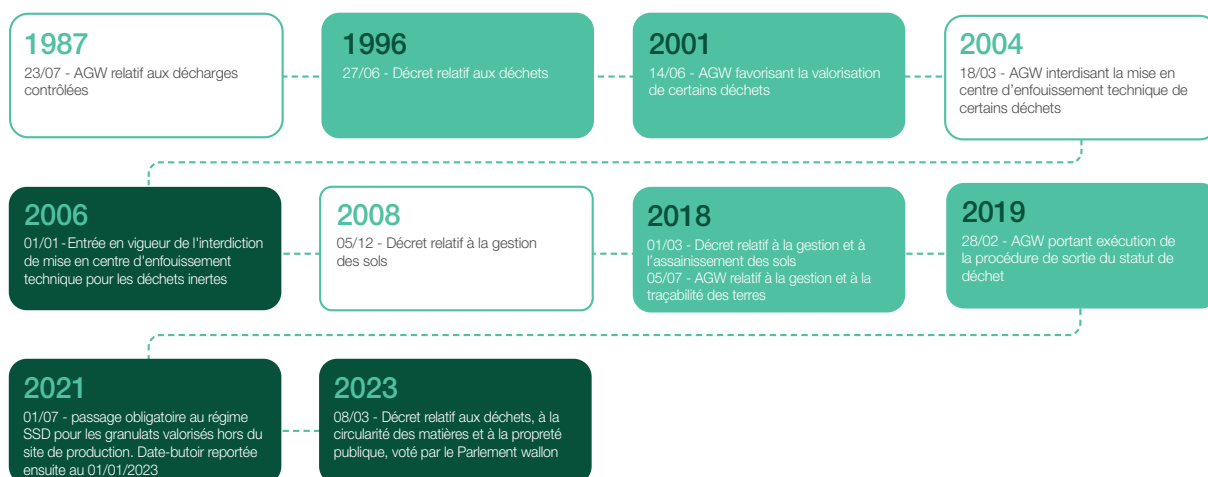 1987
23/07 - AGW relatif aux décharges
contrôlées
1996
27/06 - Décret relatif aux déchets
2001
14/06 - AGW favorisant la valorisation
de certains déchets
2004
18/03 - AGW interdisant la mise en
centre d'enfouissement technique de
certains déchets
2006
01/01 - Entrée en vigueur de l'interdiction
de mise en centre d'enfouissement
technique pour les déchets inertes
2008
05/12 - Décret relatif à la gestion
des sols
2018
01/03 - Décret relatif à la gestion et à
l'assainissement des sols
05/07 - AGW relatif à la gestion et à la
traçabilité des terres
2019
28/02 - AGW portant exécution de
la procédure de sortie du statut de
déchet
2021
01/07 - passage obligatoire au régime
SSD pour les granulats valorisés hors du
site de production. Date-butoir reportée
ensuite au 01/01/2023
2023
08/03 - Décret relatif aux déchets, à la
circularité des matières et à la propreté
publique, voté par le Parlement wallon